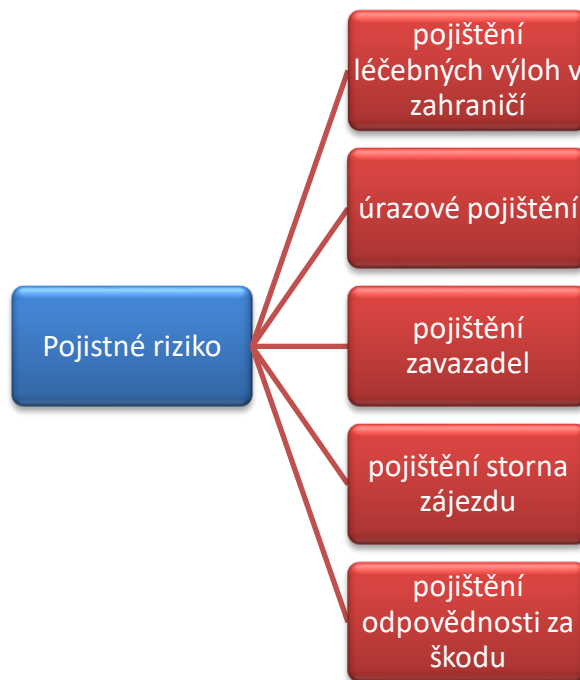 pojištění
léčebných výloh v
zahraničí
úrazové pojištění
Pojistné riziko
pojištění
zavazadel
pojištění storna
zájezdu
pojištění
odpovědnosti za
škodu